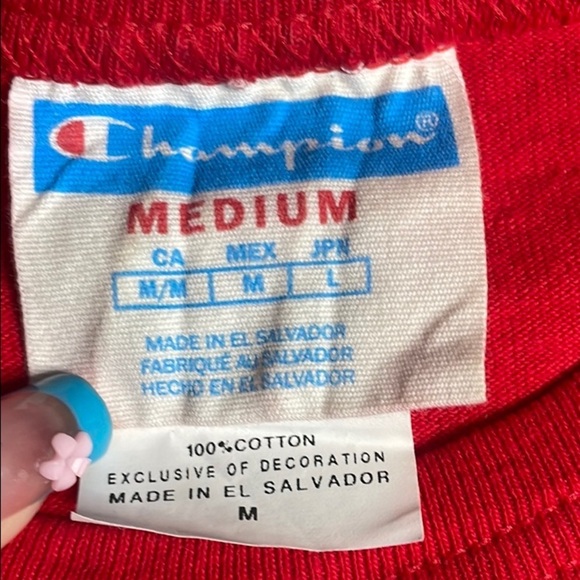 Champion®
MEDIUM
CA MEX JPN
M/M M L
MADE IN EL SALVADOR
FABRIQUÉ AU SALVADOR
HECHO EN EL SALVADOR
100%COTTON
EXCLUSIVE OF DECORATION
MADE IN EL SALVADOR
M